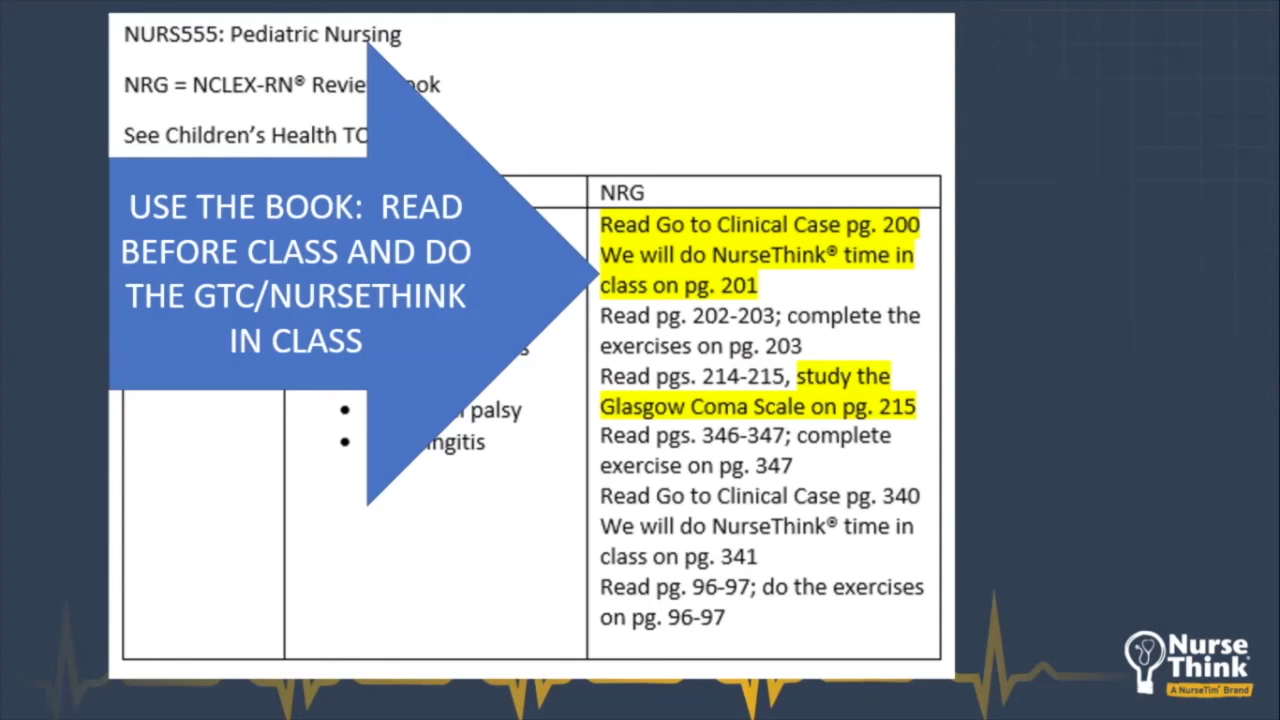 NURS555: Pediatric Nursing
NRG = NCLEX-RN® Review
See Children's Health
USE THE BOOK: READ
BEFORE CLASS AND DO
THE GTC/NURSETHINK
IN CLASS
palsy
NRG
Read Go to Clinical Case pg. 200
We will do NurseThink® time in
class on pg. 201
Read pg. 202-203; complete the
exercises on pg. 203
Read pgs. 214-215, study the
Glasgow Coma Scale on pg. 215
Read pgs. 346-347; complete
exercise on pg. 347
Read Go to Clinical Case pg. 340
We will do NurseThink® time in
class on pg. 341
Read pg. 96-97; do the exercises
on pg. 96-97
Nurse
Think
A NurseTim® Brand